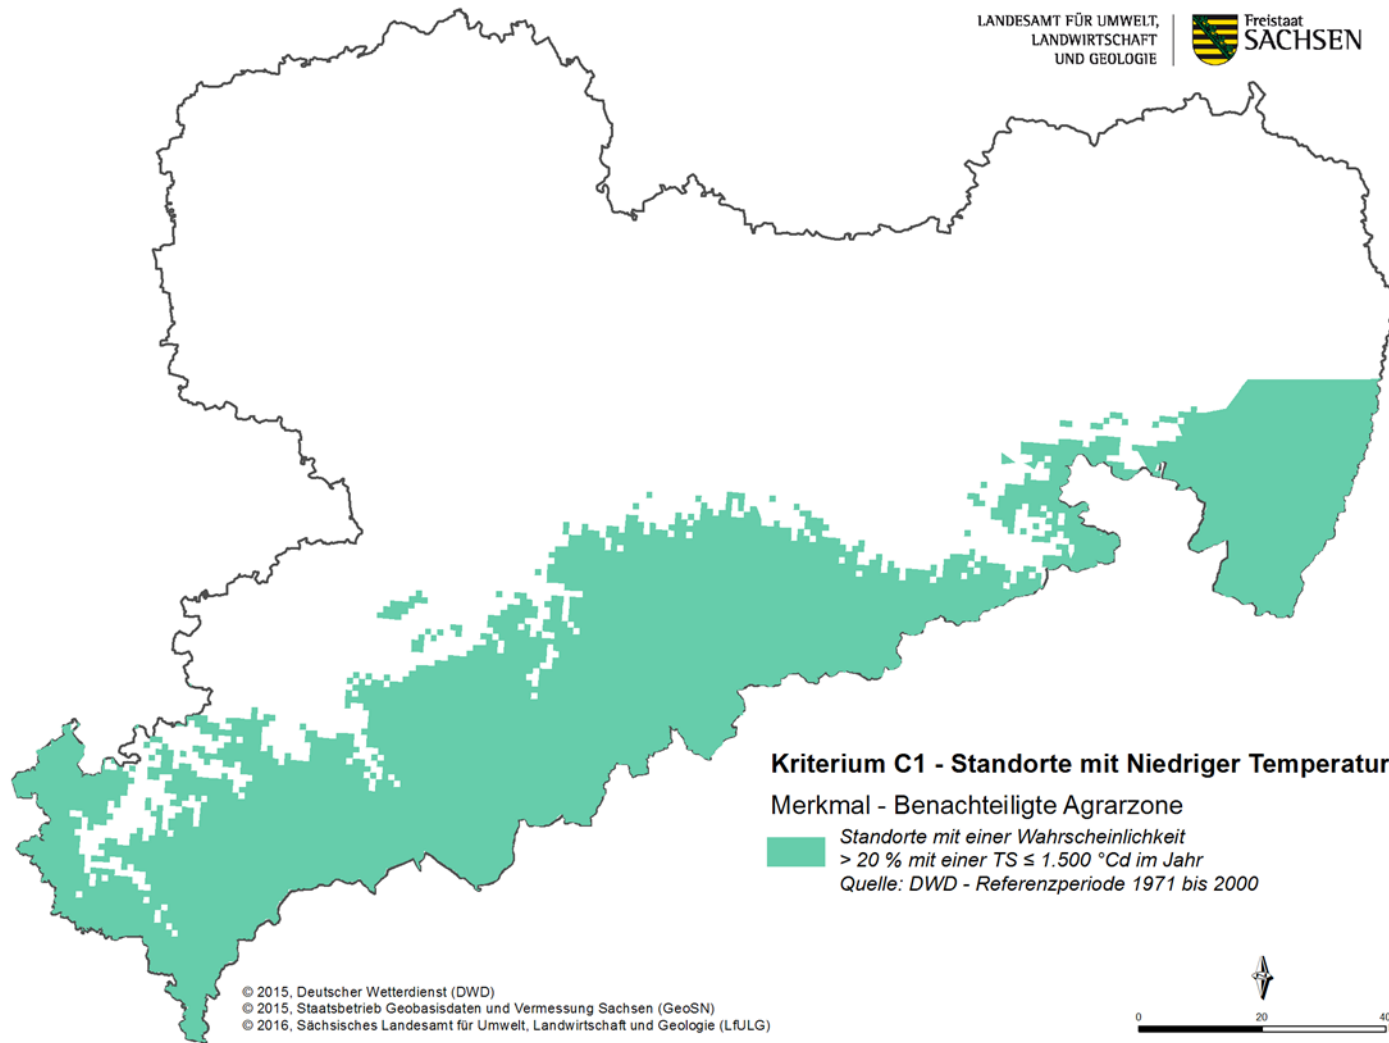 LANDESAMT FÜR UMWELT,
LANDWIRTSCHAFT
UND GEOLOGIE
Freistaat
SACHSEN
Kriterium C1 - Standorte mit Niedriger Temperatur
Merkmal - Benachteiligte Agrarzone
Standorte mit einer Wahrscheinlichkeit
> 20 % mit einer TS ≤ 1.500 °Cd im Jahr
Quelle: DWD - Referenzperiode 1971 bis 2000
© 2015, Deutscher Wetterdienst (DWD)
© 2015, Staatsbetrieb Geobasisdaten und Vermessung Sachsen (GeoSN)
© 2016, Sächsisches Landesamt für Umwelt, Landwirtschaft und Geologie (LfULG)
0 20 40